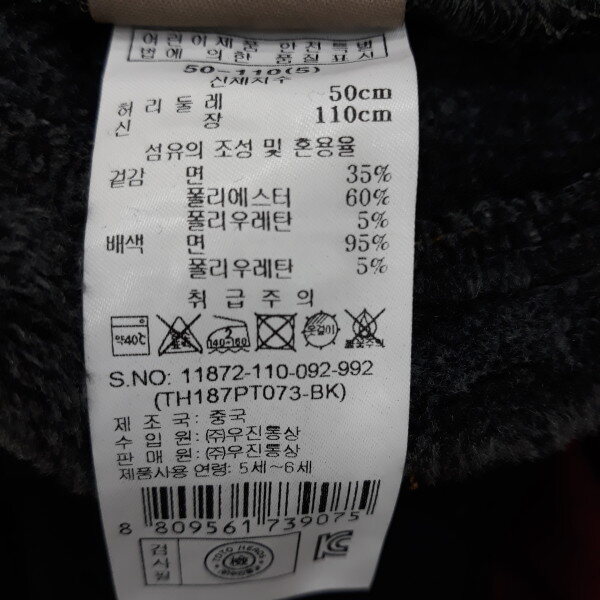 어린이제품 안전특별
법에 의한 품질표시
50-110(5)
신체치수
허리둘레 50cm
신 장 110cm
섬유의 조성 및 혼용율
겉감 면 35%
폴리에스터 60%
폴리우레탄 5%
배색 면 95%
폴리우레탄 5%
취급주의
약40℃ 140-160 옷걸이
S.NO: 11872-110-092-992
(TH187PT073-BK)
제 조 국: 중국
수 입 원: ㈜우진통상
판 매 원: ㈜우진통상
제품사용 연령: 5세~6세
8 809561 739075
검사원
TOTO HEROS